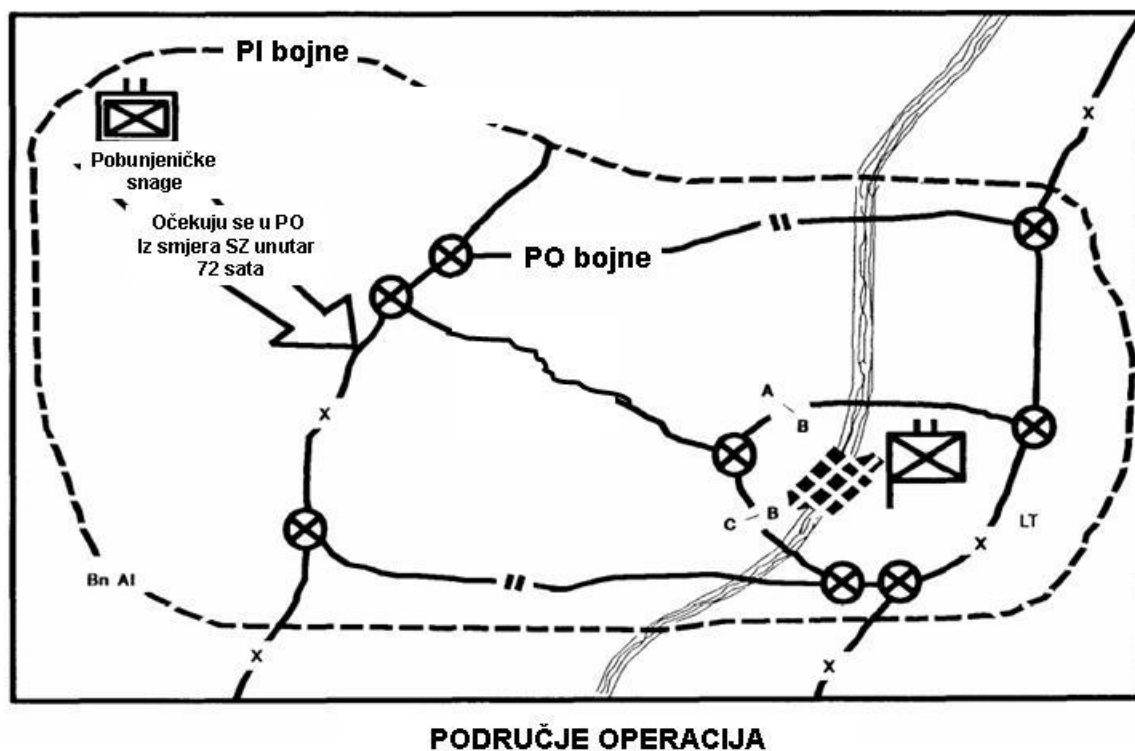 PI bojne
Pobunjeničke
snage
Očekuju se u PO
Iz smjera SZ unutar
72 sata
PO bojne
X
X
A
B
C
B
LT
X
Bn AI
X
X
PODRUČJE OPERACIJA